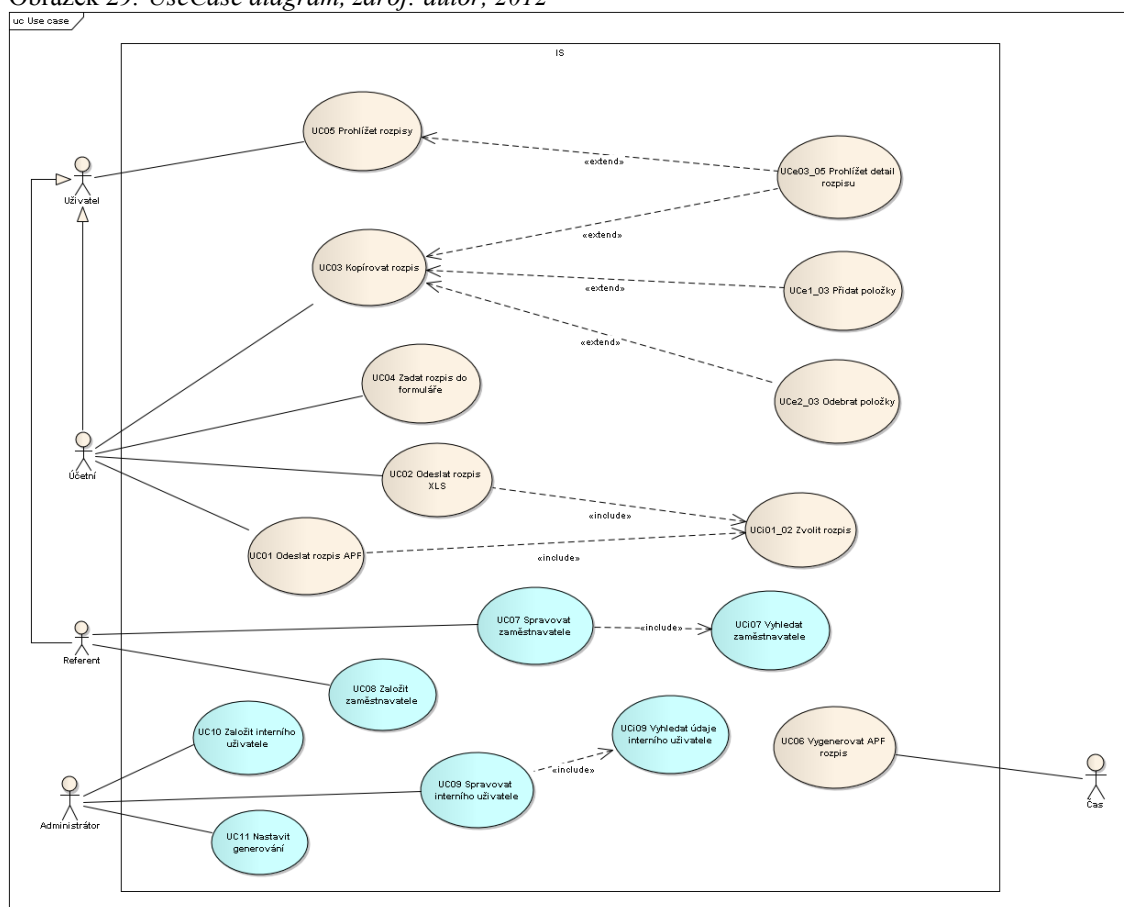 Obrázek 29: UseCase diagram, zdroj: autor, 2012
uc Use case
IS
UC05 Prohlížet rozpisy
«extend»
UCe03_05 Prohlížet detail
rozpisu
Uživatel
«extend»
UC03 Kopírovat rozpis
«extend»
UCe1_03 Přidat položky
«extend»
UC04 Zadat rozpis do
formuláře
UCe2_03 Odebrat položky
Účetní
UC02 Odeslat rozpis
XLS
«include»
UCi01_02 Zvolit rozpis
UC01 Odeslat rozpis APF
«include»
UC07 Spravovat
zaměstnavatele
«include»
UCi07 Vyhledat
zaměstnavatele
Referent
UC08 Založit
zaměstnavatele
UC10 Založit interního
uživatele
UCi09 Vyhledat údaje
interního uživatele
UC06 Vygenerovat APF
rozpis
«include»
UC09 Spravovat
interního uživatele
Administrátor
Čas
UC11 Nastavit
generování